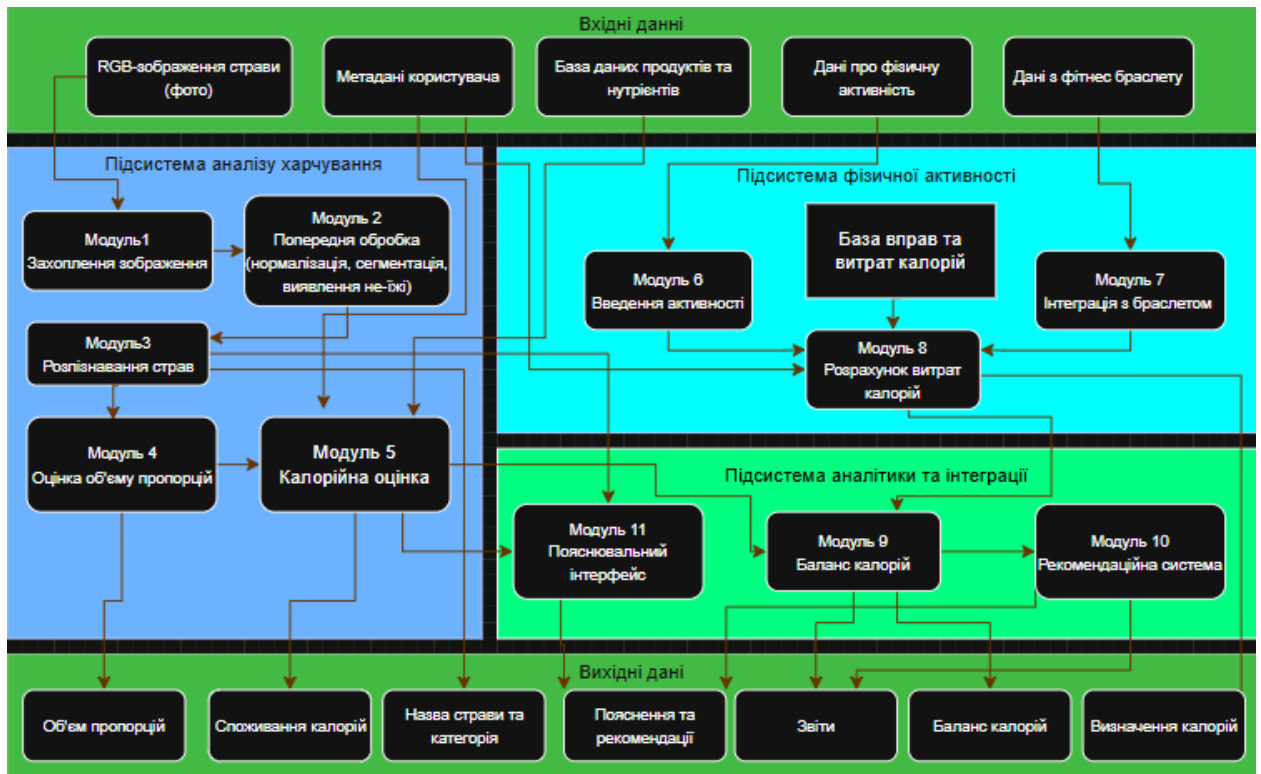 Вхідні данні
RGB-зображення страви
(фото)
Метадані користувача
База даних продуктів та
нутрієнтів
Дані про фізичну
активність
Дані з фітнес браслету
Підсистема аналізу харчування
Модуль1
Захоплення зображення
Модуль 2
Попередня обробка
(нормалізація, сегментація,
виявлення не-їжі)
Модуль3
Розпізнавання страв
Модуль 4
Оцінка об'єму пропорцій
Модуль 5
Калорійна оцінка
Підсистема фізичної активності
Модуль 6
Введення активності
База вправ та
витрат калорій
Модуль 7
Інтеграція з браслетом
Модуль 8
Розрахунок витрат
калорій
Підсистема аналітики та інтеграції
Модуль 11
Пояснювальний
інтерфейс
Модуль 9
Баланс калорій
Модуль 10
Рекомендаційна система
Вихідні дані
Об'єм пропорцій
Споживання калорій
Назва страви та
категорія
Пояснення та
рекомендації
Звіти
Баланс калорій
Визначення калорій